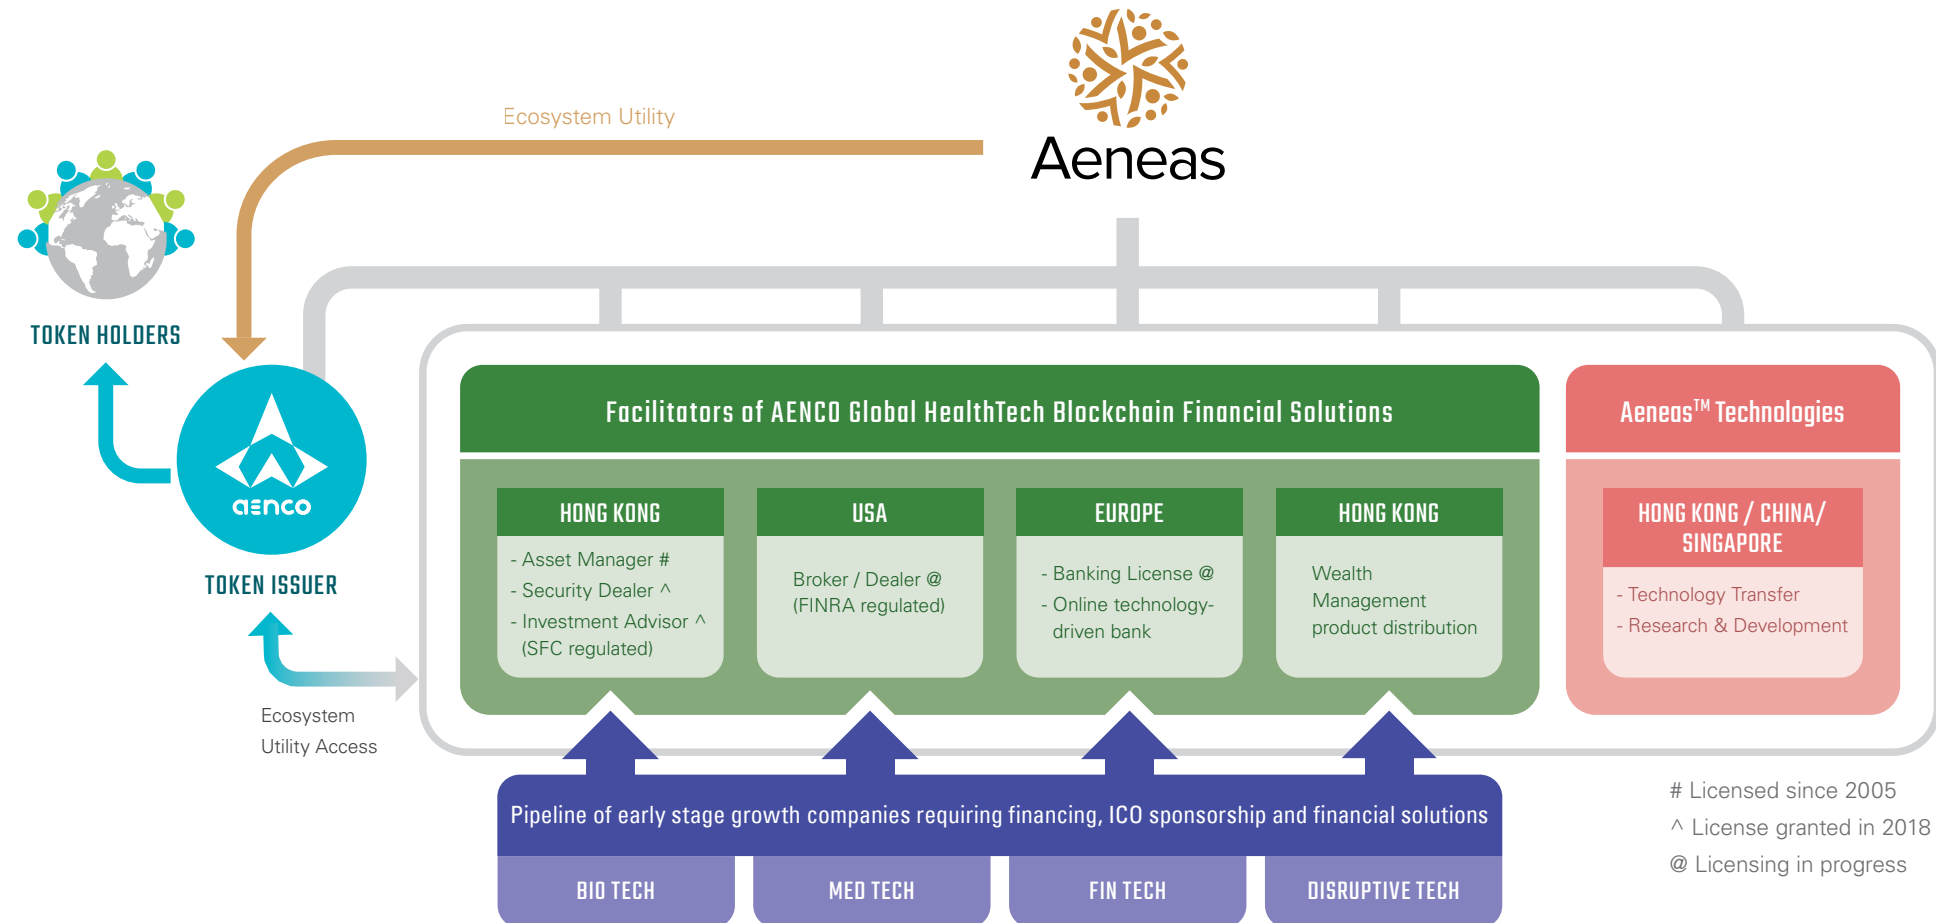 Aeneas
Ecosystem Utility
TOKEN HOLDERS
aenco
TOKEN ISSUER
Ecosystem
Utility Access
Facilitators of AENCO Global HealthTech Blockchain Financial Solutions
HONG KONG
- Asset Manager #
- Security Dealer ^
- Investment Advisor ^
(SFC regulated)
USA
Broker / Dealer @
(FINRA regulated)
EUROPE
- Banking License @
- Online technology-
driven bank
HONG KONG
Wealth
Management
product distribution
Aeneas™ Technologies
HONG KONG / CHINA/
SINGAPORE
- Technology Transfer
- Research & Development
Pipeline of early stage growth companies requiring financing, ICO sponsorship and financial solutions
BIO TECH
MED TECH
FIN TECH
DISRUPTIVE TECH
# Licensed since 2005
^ License granted in 2018
@ Licensing in progress